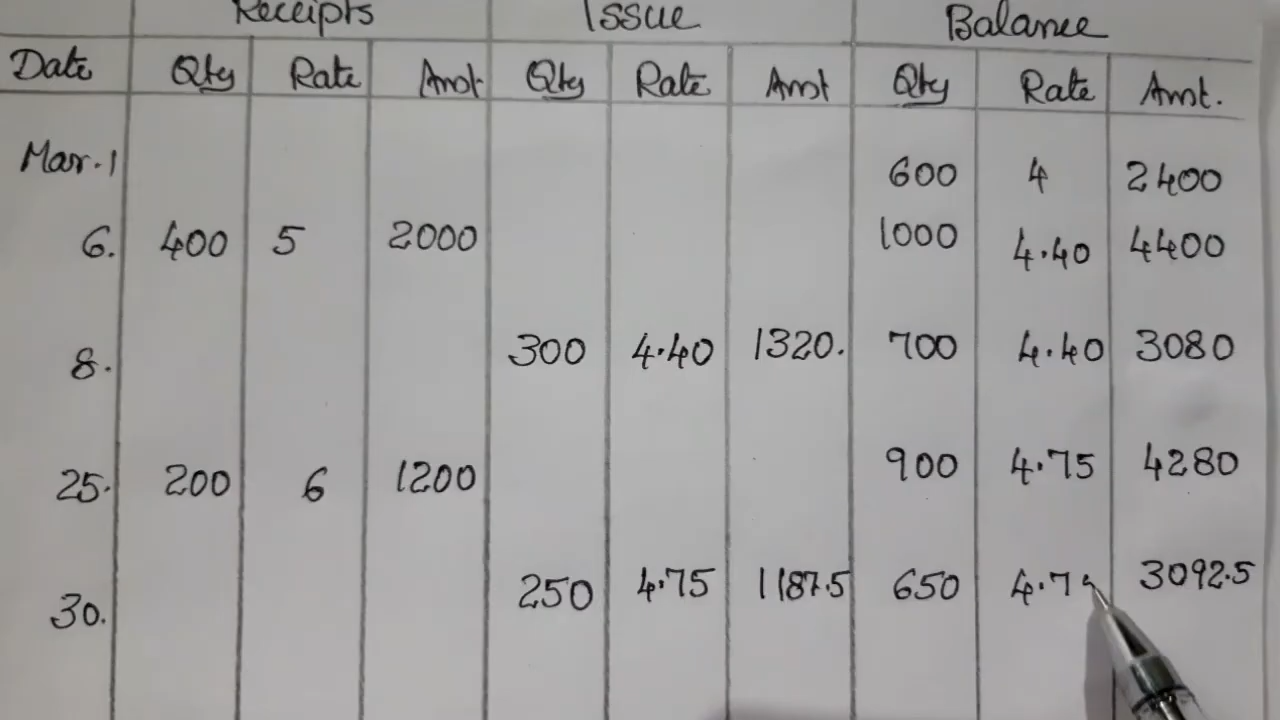 Receipts Issue Balance
Date Qty Rate Amt Qty Rate Amt Qty Rate Amt.
Mar. 1 600 4 2400
6. 400 5 2000 1000 4.40 4400
8. 300 4.40 1320. 700 4.40 3080
25. 200 6 1200 900 4.75 4280
30. 250 4.75 1187.5 650 4.75 3092.5